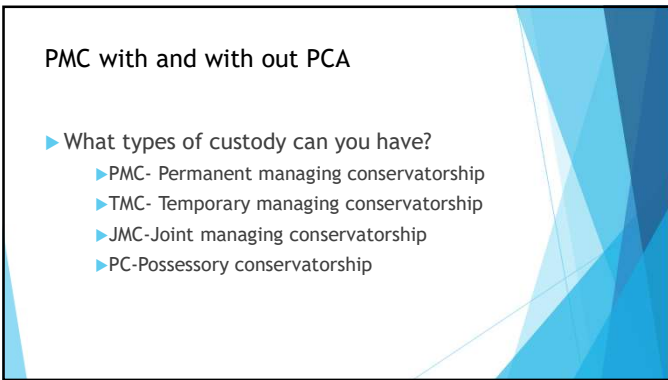 PMC with and with out PCA
What types of custody can you have?
PMC- Permanent managing conservatorship
TMC- Temporary managing conservatorship
JMC-Joint managing conservatorship
PC-Possessory conservatorship